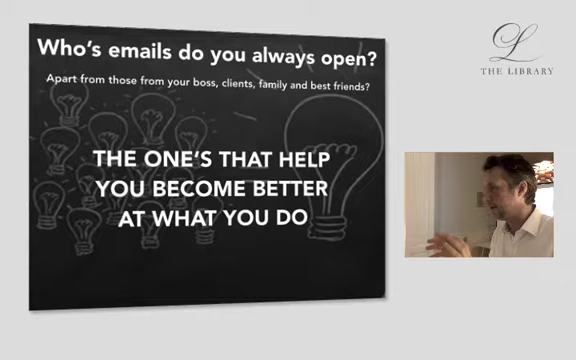 Who's emails do you always open?
Apart from those from your boss, clients, family and best friends?
THE ONE'S THAT HELP
YOU BECOME BETTER
AT WHAT YOU DO
L
THE LIBRARY